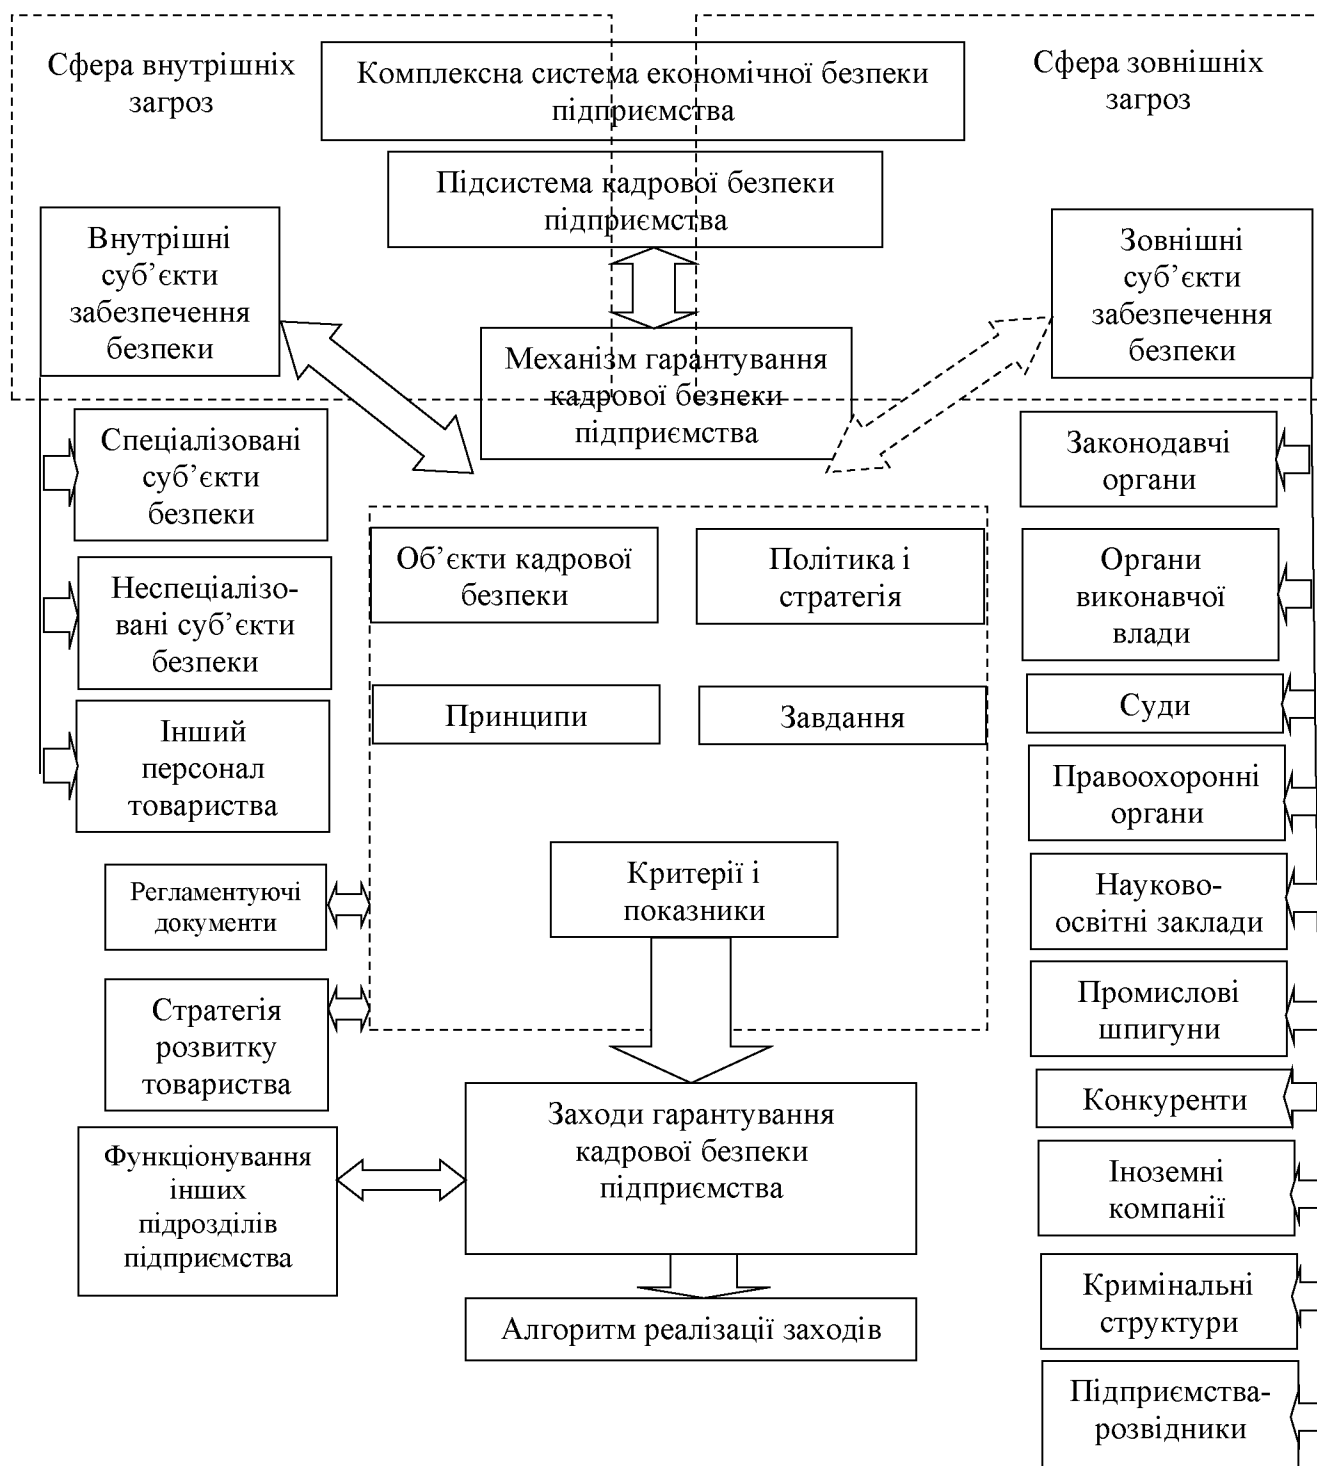 Сфера внутрішніх
загроз
Комплексна система економічної безпеки
підприємства
Сфера зовнішніх
загроз
Підсистема кадрової безпеки
підприємства
Внутрішні
суб’єкти
забезпечення
безпеки
Зовнішні
суб’єкти
забезпечення
безпеки
Механізм гарантування
кадрової безпеки
підприємства
Спеціалізовані
суб’єкти
безпеки
Неспеціалізо-
вані суб’єкти
безпеки
Інший
персонал
товариства
Регламентуючі
документи
Стратегія
розвитку
товариства
Функціонування
інших
підрозділів
підприємства
Об’єкти кадрової
безпеки
Політика і
стратегія
Принципи
Завдання
Критерії і
показники
Заходи гарантування
кадрової безпеки
підприємства
Алгоритм реалізації заходів
Законодавчі
органи
Органи
виконавчої
влади
Суди
Правоохоронні
органи
Науково-
освітні заклади
Промислові
шпигуни
Конкуренти
Іноземні
компанії
Кримінальні
структури
Підприємства-
розвідники